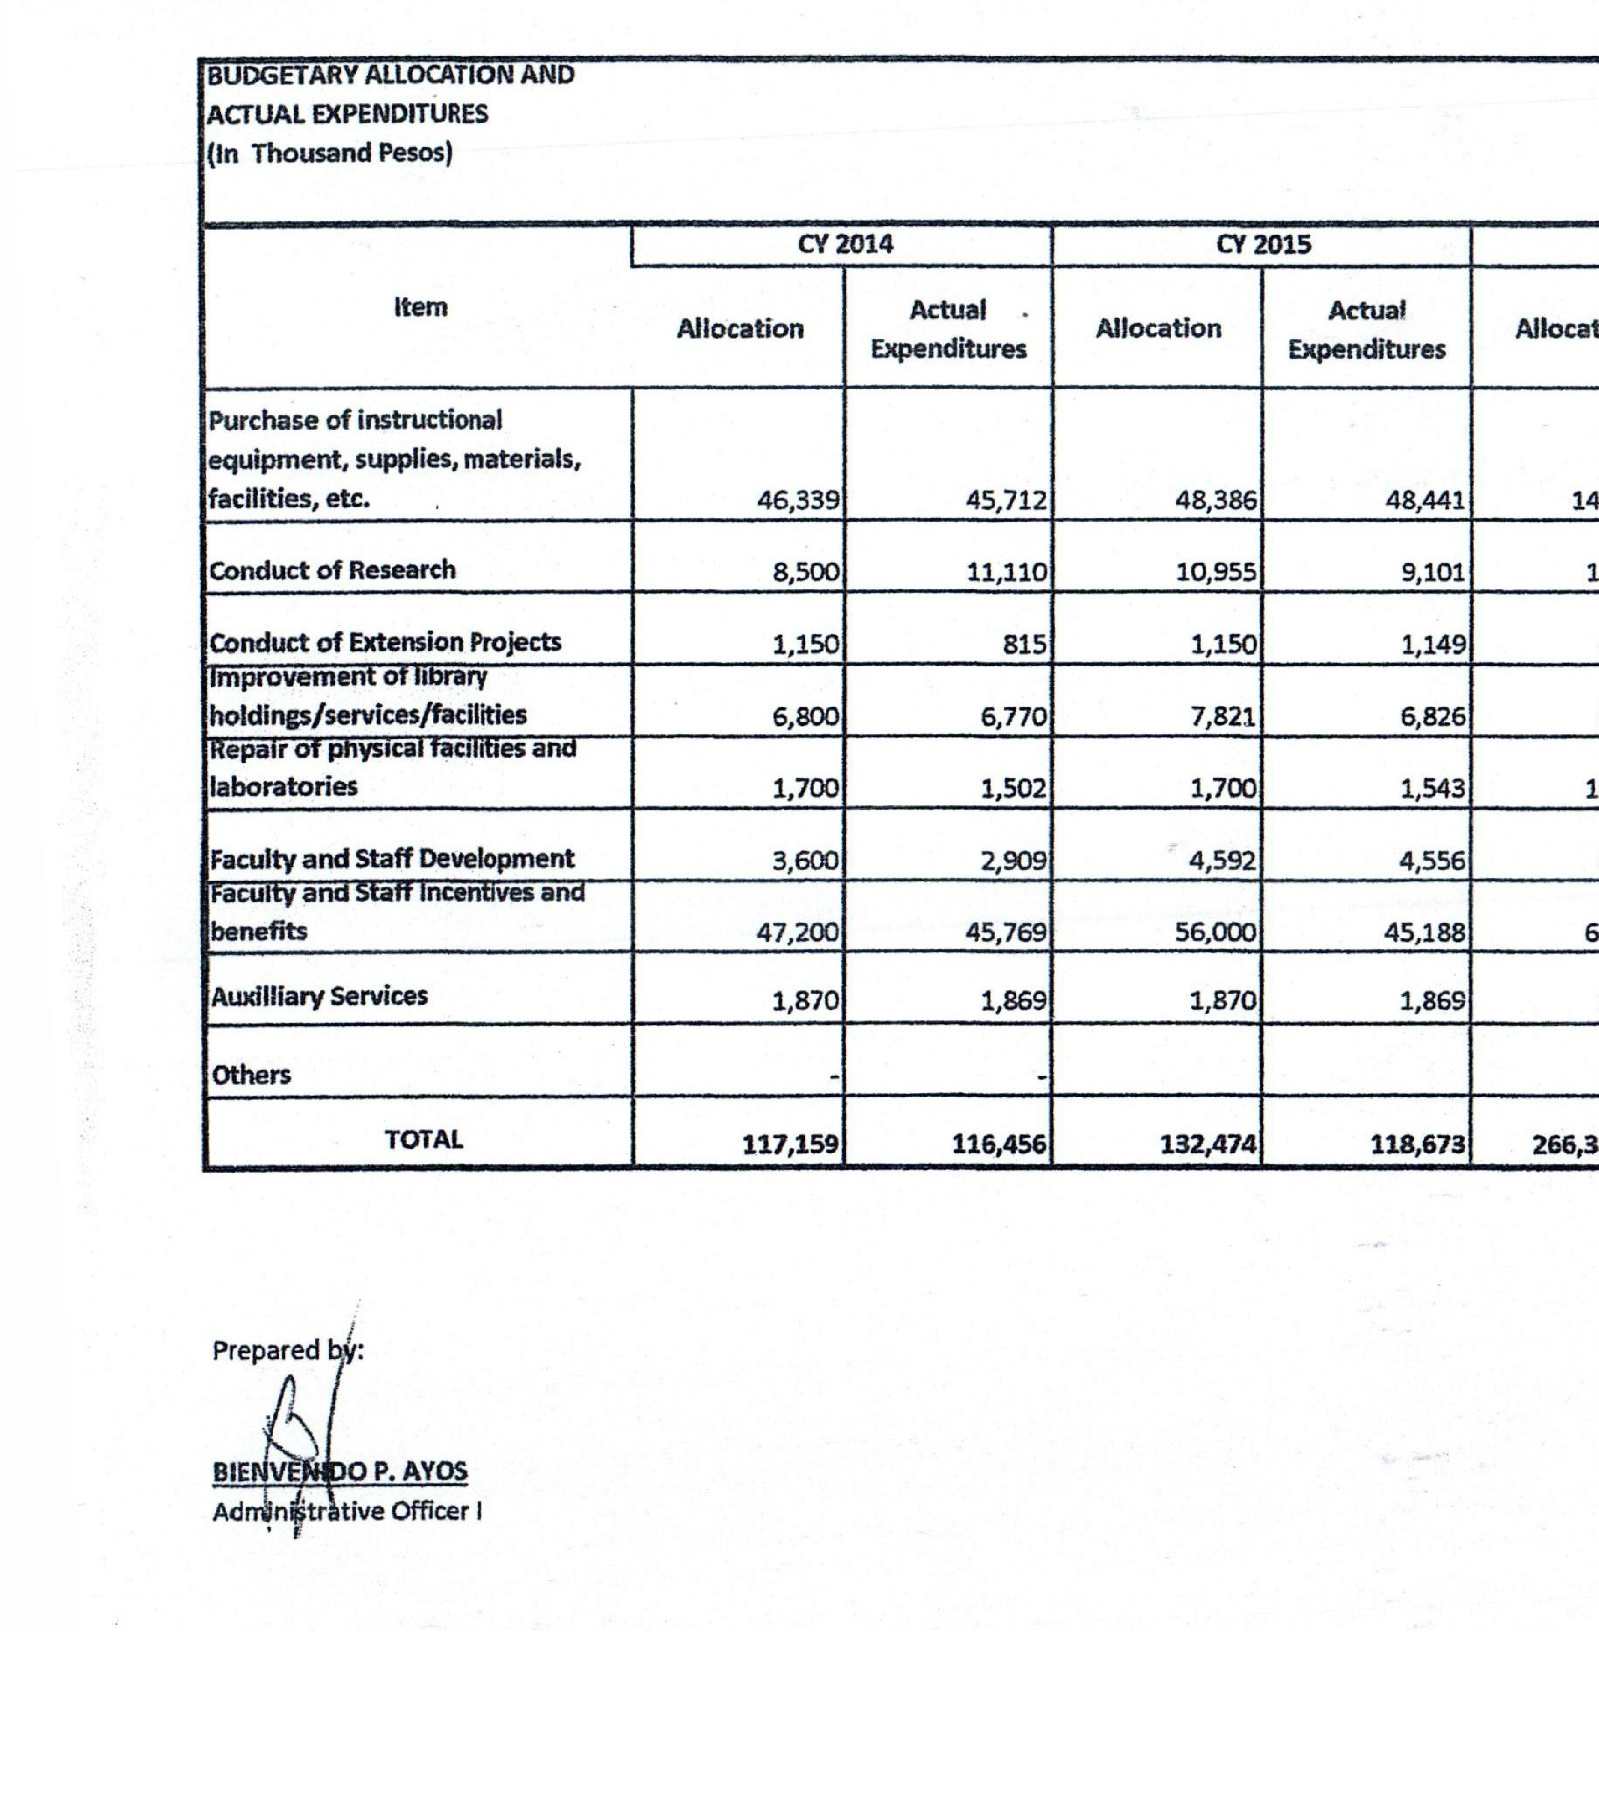 BUDGETARY ALLOCATION AND
ACTUAL EXPENDITURES
(In Thousand Pesos)
CY 2014 CY 2015
Item Allocation Actual Expenditures Allocation Actual Expenditures Allocat
Purchase of instructional
equipment, supplies, materials,
facilities, etc. 46,339 45,712 48,386 48,441 14
Conduct of Research 8,500 11,110 10,955 9,101 1
Conduct of Extension Projects 1,150 815 1,150 1,149
Improvement of library
holdings/services/facilities 6,800 6,770 7,821 6,826
Repair of physical facilities and
laboratories 1,700 1,502 1,700 1,543 1
Faculty and Staff Development 3,600 2,909 4,592 4,556
Faculty and Staff Incentives and
benefits 47,200 45,769 56,000 45,188 6
Auxilliary Services 1,870 1,869 1,870 1,869
Others - -
TOTAL 117,159 116,456 132,474 118,673 266,3
Prepared by:
BIENVENIDO P. AYOS
Administrative Officer I